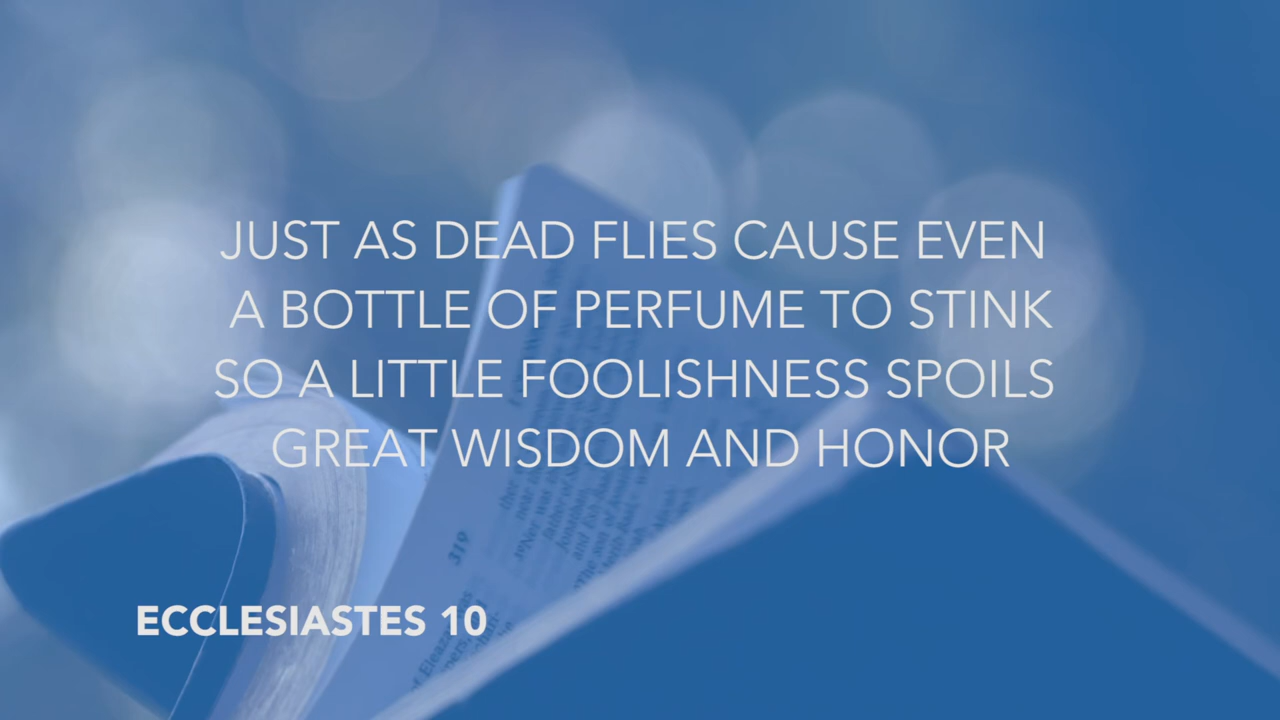 JUST AS DEAD FLIES CAUSE EVEN
A BOTTLE OF PERFUME TO STINK
SO A LITTLE FOOLISHNESS SPOILS
GREAT WISDOM AND HONOR
319
ECCLESIASTES 10